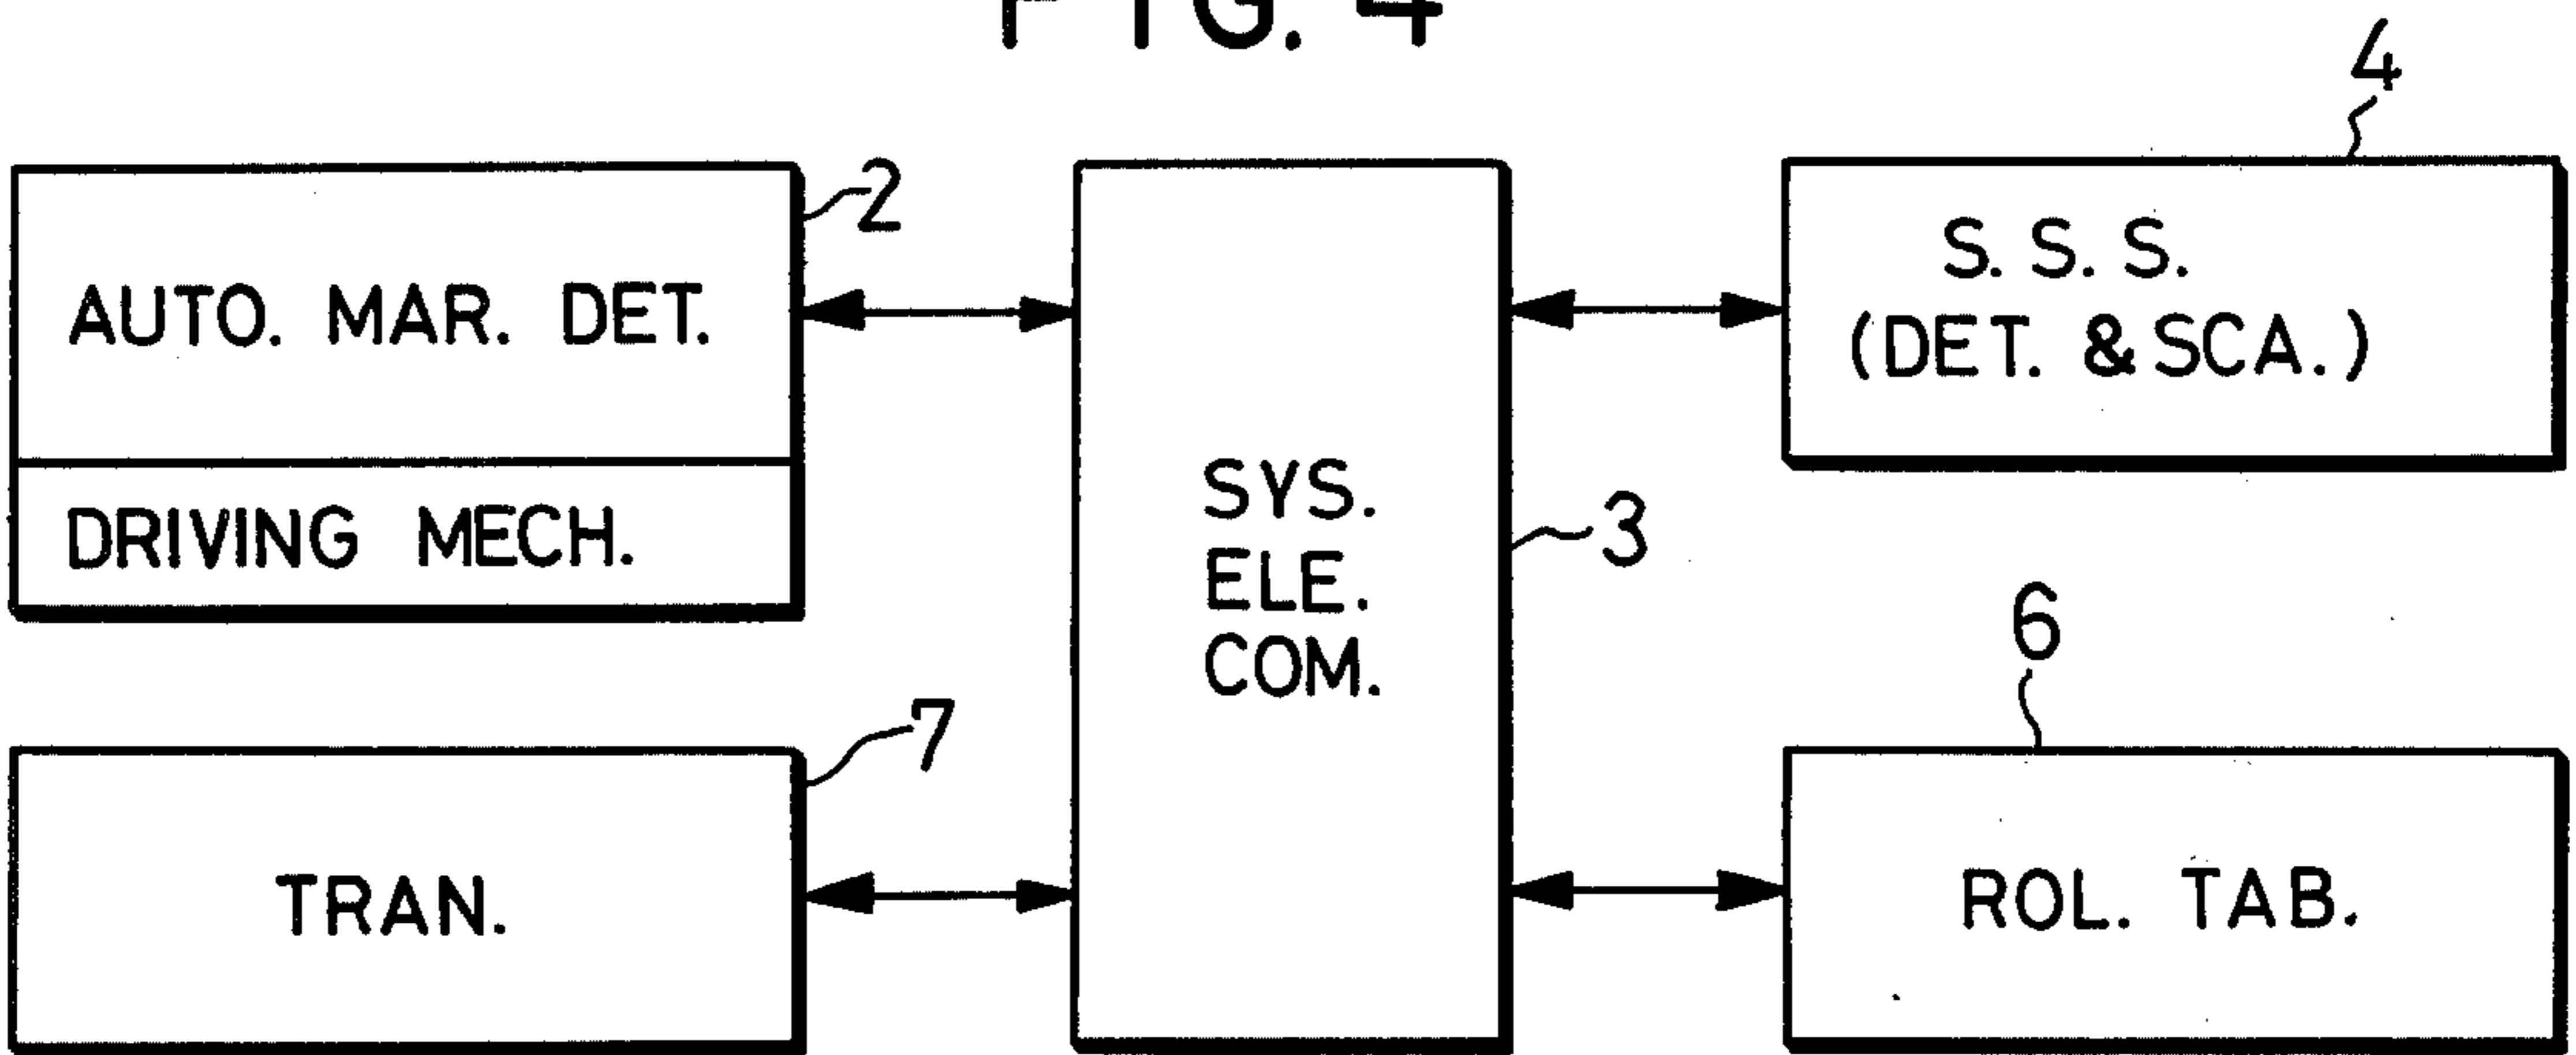 FIG. 4
2
AUTO. MAR. DET.
DRIVING MECH.
7
TRAN.
SYS.
ELE.
COM.
3
4
S. S. S.
(DET. & SCA.)
6
ROL. TAB.